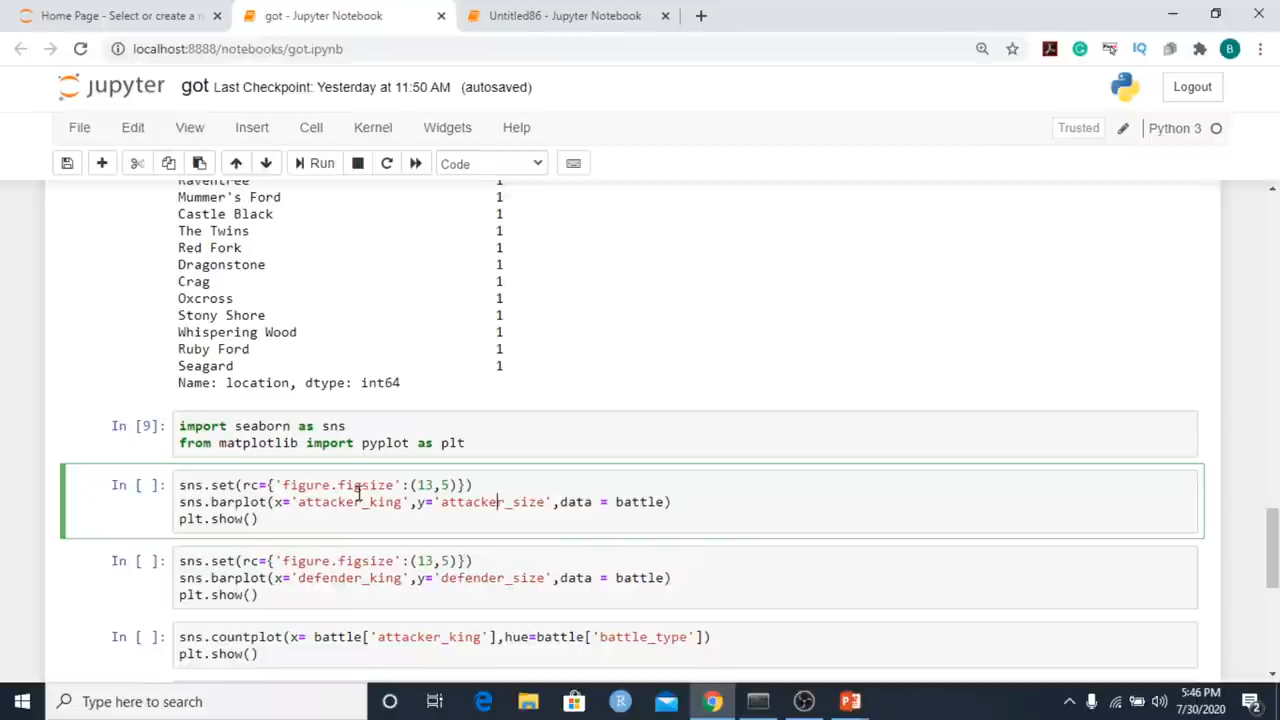 Home Page - Select or create a n
got - Jupyter Notebook
Untitled86 - Jupyter Notebook
localhost:8888/notebooks/got.ipynb
IQ
B
jupyter got Last Checkpoint: Yesterday at 11:50 AM (autosaved)
Logout
File Edit View Insert Cell Kernel Widgets Help
Trusted
Python 3
Run
Code
Raventree 1
Mummer's Ford 1
Castle Black 1
The Twins 1
Red Fork 1
Dragonstone 1
Crag 1
Oxcross 1
Stony Shore 1
Whispering Wood 1
Ruby Ford 1
Seagard 1
Name: location, dtype: int64
In [9]: import seaborn as sns
from matplotlib import pyplot as plt
In [ ]: sns.set(rc={'figure.figsize':(13,5)})
sns.barplot(x='attacker_king',y='attacker_size',data = battle)
plt.show()
In [ ]: sns.set(rc={'figure.figsize':(13,5)})
sns.barplot(x='defender_king',y='defender_size',data = battle)
plt.show()
In [ ]: sns.countplot(x= battle['attacker_king'],hue=battle['battle_type'])
plt.show()
Type here to search
R
5:46 PM
7/30/2020
2